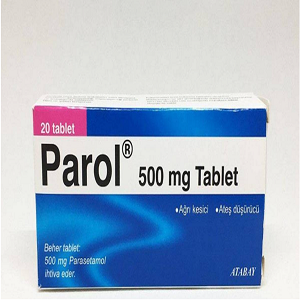 20 tablet
Parol® 500 mg Tablet
•Ağrı kesici •Ateş düşürücü
Beher tablet:
500 mg Parasetamol
ihtiva eder.
ATABAY